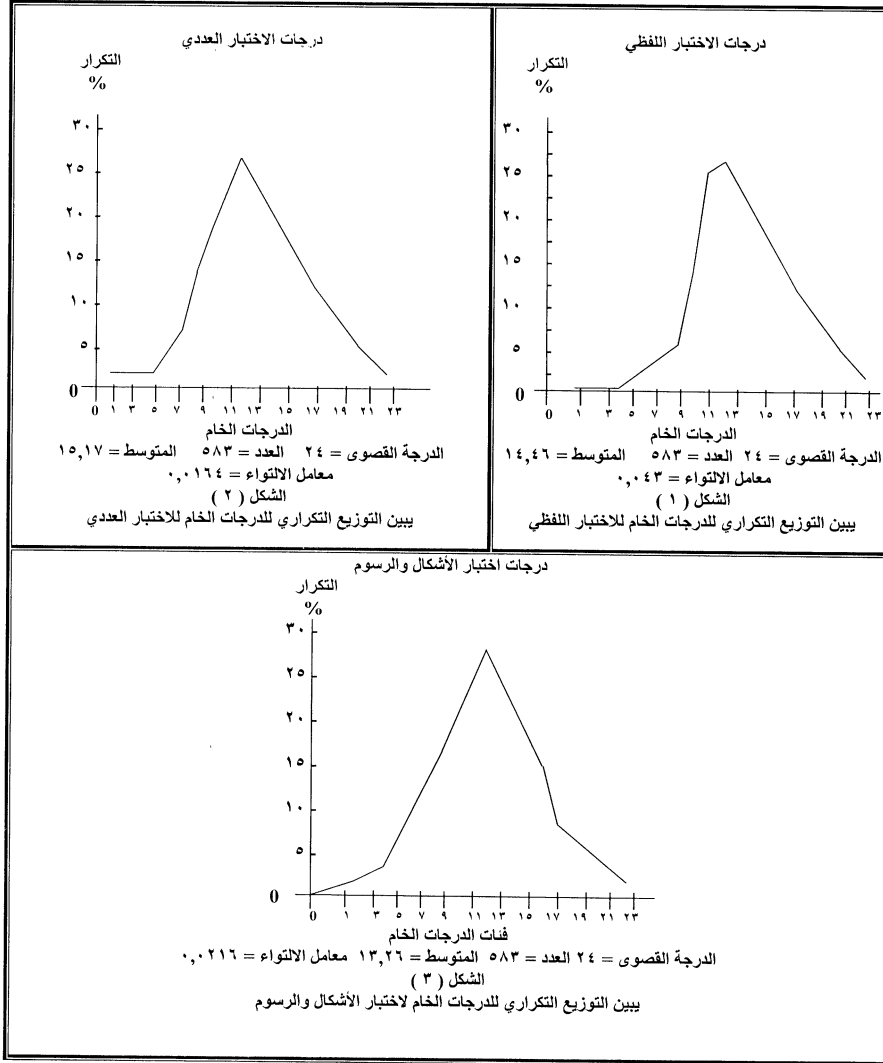 درجات الاختبار اللفظي
التكرار
%
٣٠
٢٥
٢٠
١٥
١٠
٥
0
0 ١ ٣ ٥ ٧ ٩ ١١ ١٣ ١٥ ١٧ ١٩ ٢١ ٢٣
الدرجات الخام
الدرجة القصوى = ٢٤ العدد = ٥٨٣ المتوسط = ١٤,٤٦
معامل الالتواء = ٠,٠٤٣
الشكل ( ١ )
يبين التوزيع التكراري للدرجات الخام للاختبار اللفظي
درجات الاختبار العددي
التكرار
%
٣٠
٢٥
٢٠
١٥
١٠
٥
0
0 ١ ٣ ٥ ٧ ٩ ١١ ١٣ ١٥ ١٧ ١٩ ٢١ ٢٣
الدرجات الخام
الدرجة القصوى = ٢٤ العدد = ٥٨٣ المتوسط = ١٥,١٧
معامل الالتواء = ٠,٠١٦٤
الشكل ( ٢ )
يبين التوزيع التكراري للدرجات الخام للاختبار العددي
درجات اختبار الأشكال والرسوم
التكرار
%
٣٠
٢٥
٢٠
١٥
١٠
٥
0
0 ١ ٣ ٥ ٧ ٩ ١١ ١٣ ١٥ ١٧ ١٩ ٢١ ٢٣
فئات الدرجات الخام
الدرجة القصوى = ٢٤ العدد = ٥٨٣ المتوسط = ١٣,٢٦ معامل الالتواء = ٠,٠٢١٦
الشكل ( ٣ )
يبين التوزيع التكراري للدرجات الخام لاختبار الأشكال والرسوم